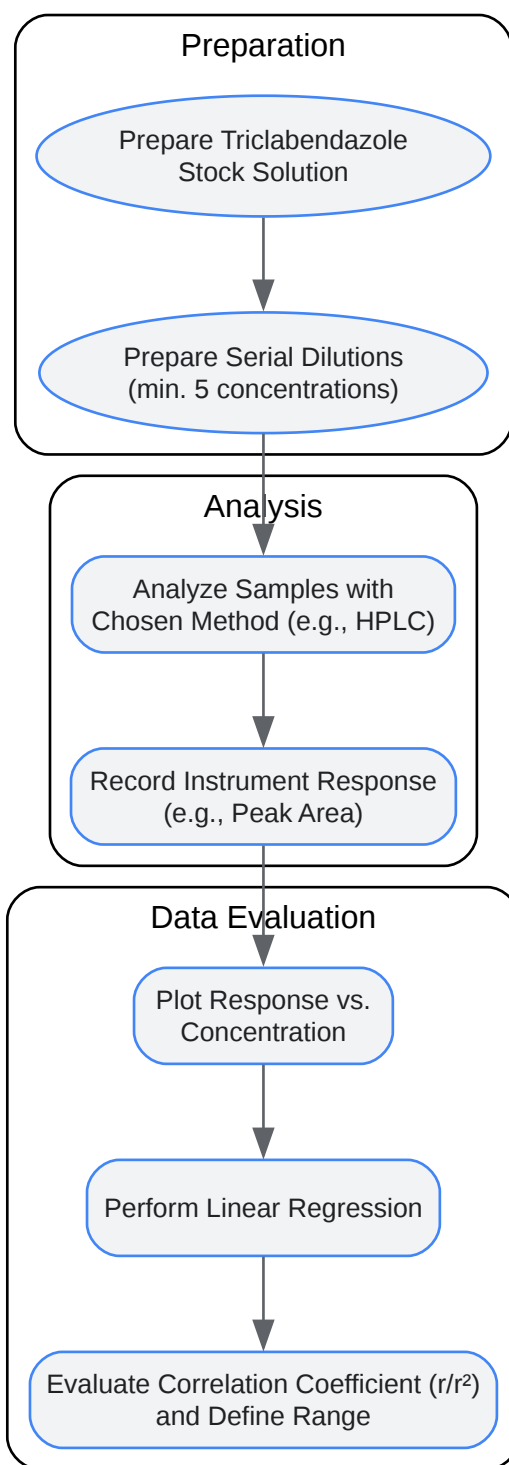 Preparation
Prepare Triclabendazole
Stock Solution
Prepare Serial Dilutions
(min. 5 concentrations)
Analysis
Analyze Samples with
Chosen Method (e.g., HPLC)
Record Instrument Response
(e.g., Peak Area)
Data Evaluation
Plot Response vs.
Concentration
Perform Linear Regression
Evaluate Correlation Coefficient (r/r²)
and Define Range